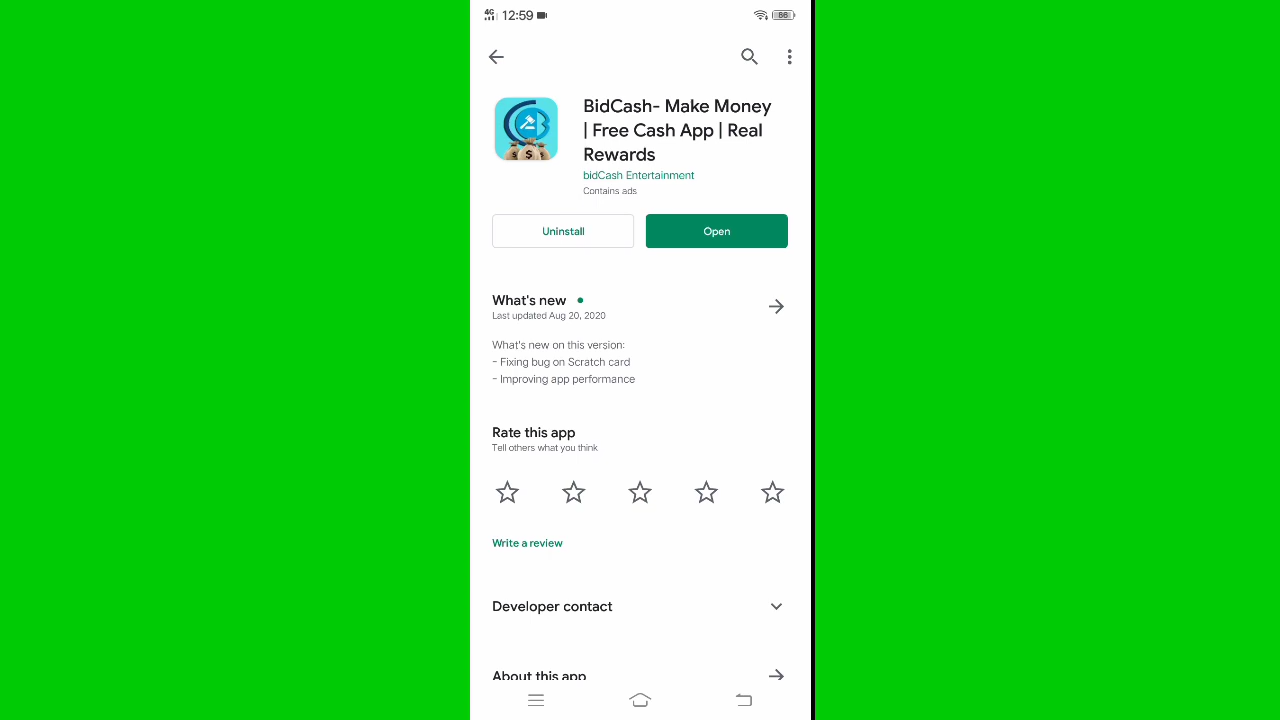 4G 12:59 86
BidCash- Make Money
| Free Cash App | Real
Rewards
bidCash Entertainment
Contains ads
Uninstall Open
What's new
Last updated Aug 20, 2020
What's new on this version:
- Fixing bug on Scratch card
- Improving app performance
Rate this app
Tell others what you think
Write a review
Developer contact
About this app